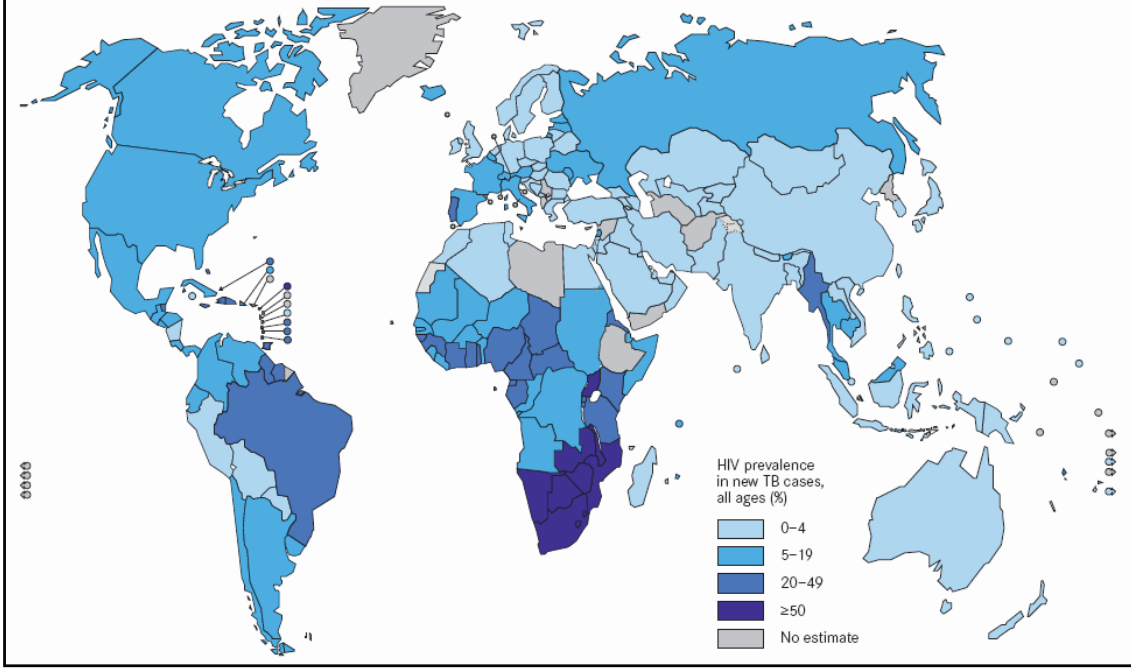 HIV prevalence
in new TB cases,
all ages (%)
0–4
5–19
20–49
≥50
No estimate